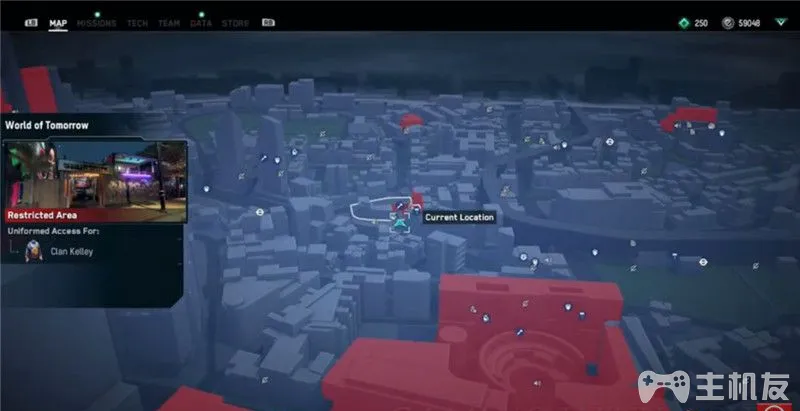 LB MAP MISSIONS TECH TEAM DATA STORE RB
250 59048
World of Tomorrow
Restricted Area
Uniformed Access For:
Clan Kelley
Current Location
主机友